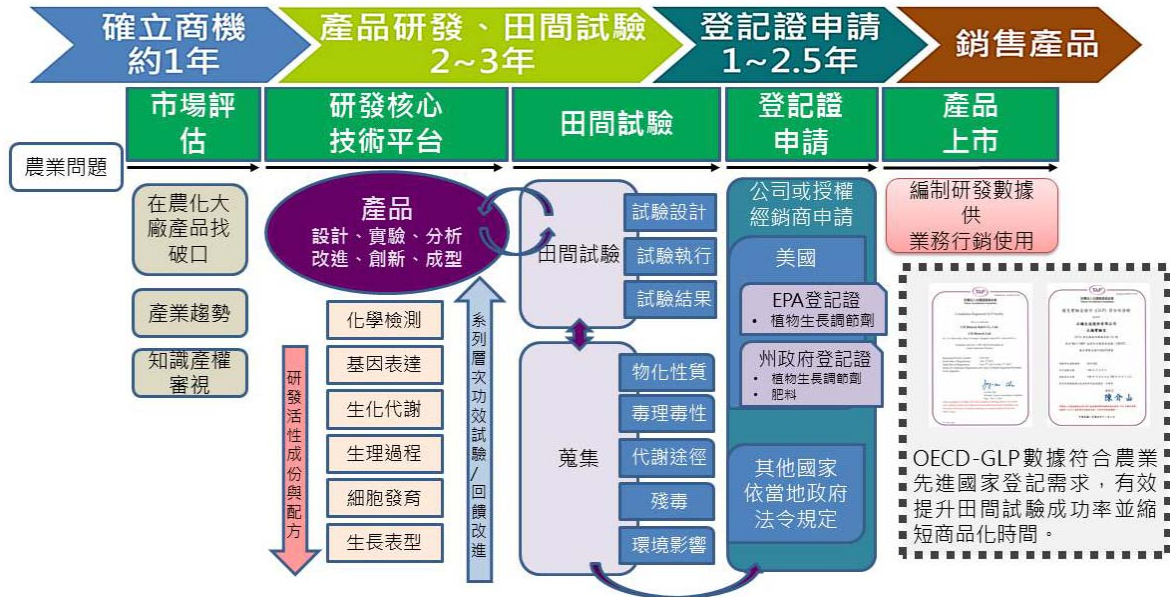 確立商機
約1年
產品研發、田間試驗
2~3年
登記證申請
1~2.5年
銷售產品
市場評
估
研發核心
技術平台
田間試驗
登記證
申請
產品
上市
農業問題
在農化大
廠產品找
破口
產業趨勢
知識產權
審視
產品
設計、實驗、分析
改進、創新、成型
研發活性成份與配方
化學檢測
基因表達
生化代謝
生理過程
細胞發育
生長表型
系列層次功效試驗/回饋改進
田間試驗
試驗設計
試驗執行
試驗結果
蒐集
物化性質
毒理毒性
代謝途徑
殘毒
環境影響
公司或授權
經銷商申請
美國
EPA登記證
• 植物生長調節劑
州政府登記證
• 植物生長調節劑
• 肥料
其他國家
依當地政府
法令規定
編制研發數據
供
業務行銷使用
TAF
TAF
陳介山
OECD-GLP數據符合農業
先進國家登記需求，有效
提升田間試驗成功率並縮
短商品化時間。